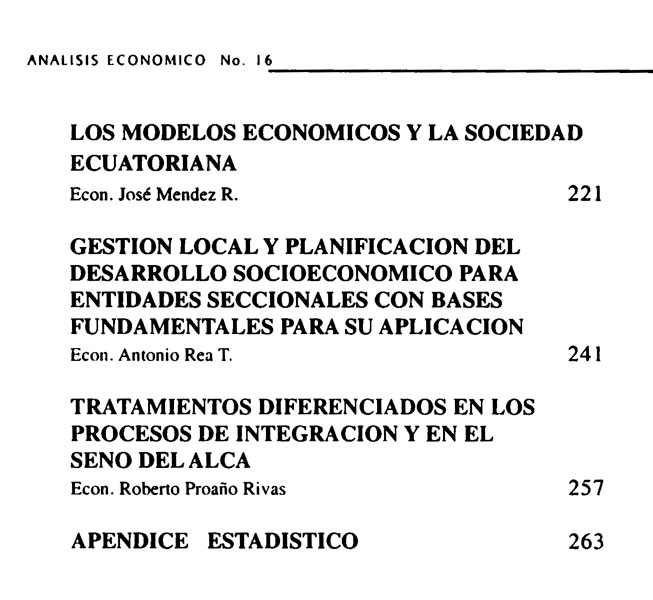 ANALISIS ECONOMICO No. 16
LOS MODELOS ECONOMICOS Y LA SOCIEDAD
ECUATORIANA
Econ. José Mendez R. 221
GESTION LOCAL Y PLANIFICACION DEL
DESARROLLO SOCIOECONOMICO PARA
ENTIDADES SECCIONALES CON BASES
FUNDAMENTALES PARA SU APLICACION
Econ. Antonio Rea T. 241
TRATAMIENTOS DIFERENCIADOS EN LOS
PROCESOS DE INTEGRACION Y EN EL
SENO DEL ALCA
Econ. Roberto Proaño Rivas 257
APENDICE ESTADISTICO 263